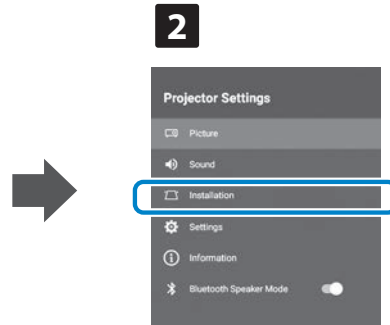 2
Projector Settings
Picture
Sound
Installation
Settings
Information
Bluetooth Speaker Mode